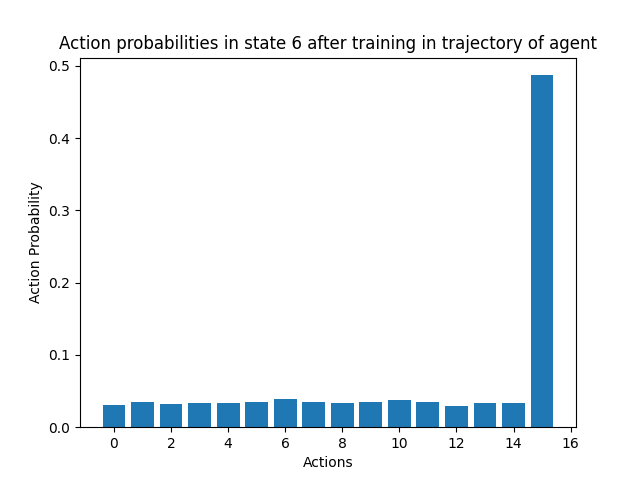 Action probabilities in state 6 after training in trajectory of agent
0.5
0.4
0.3
0.2
0.1
0.0
Action Probability
0 2 4 6 8 10 12 14 16
Actions